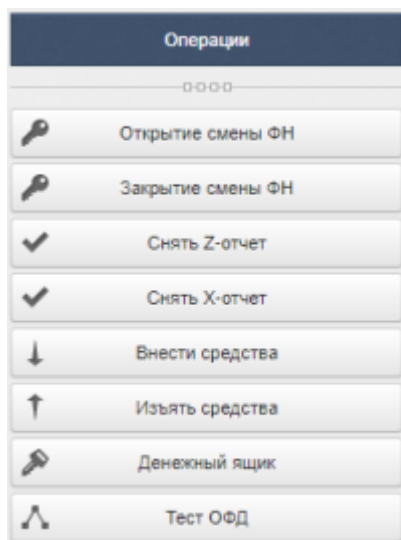 Операции
Открытие смены ФН
Закрытие смены ФН
Снять Z-отчет
Снять X-отчет
Внести средства
Изъять средства
Денежный ящик
Тест ОФД